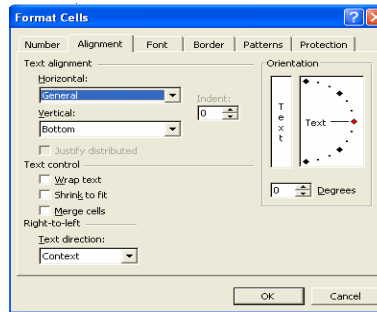 Format Cells
Number Alignment Font Border Patterns Protection
Text alignment
Horizontal:
General
Indent:
Vertical:
0
Bottom
Justify distributed
Text control
Wrap text
Shrink to fit
Merge cells
Right-to-left
Text direction:
Context
Orientation
Text
Text
0 Degrees
OK Cancel